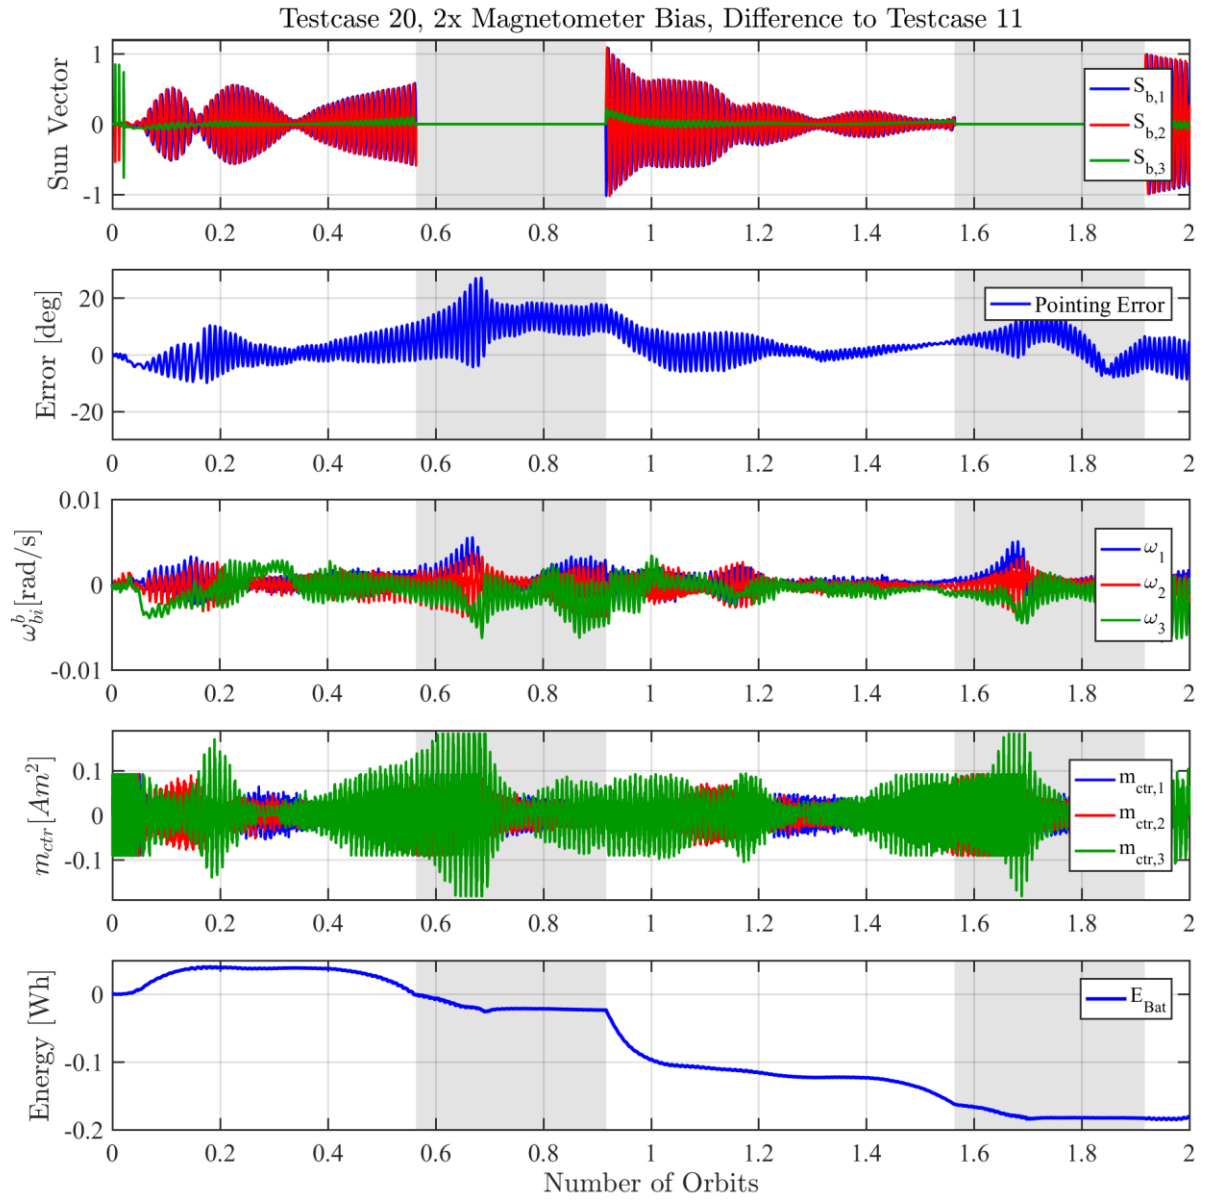 Testcase 20, 2x Magnetometer Bias, Difference to Testcase 11
Sun Vector
1
0
-1
S_b,1
S_b,2
S_b,3
0 0.2 0.4 0.6 0.8 1 1.2 1.4 1.6 1.8 2
Error [deg]
20
0
-20
Pointing Error
0 0.2 0.4 0.6 0.8 1 1.2 1.4 1.6 1.8 2
ω^b_bi[rad/s]
0.01
0
-0.01
ω_1
ω_2
ω_3
0 0.2 0.4 0.6 0.8 1 1.2 1.4 1.6 1.8 2
m_ctr[Am²]
0.1
0
-0.1
m_ctr,1
m_ctr,2
m_ctr,3
0 0.2 0.4 0.6 0.8 1 1.2 1.4 1.6 1.8 2
Energy [Wh]
0
-0.1
-0.2
E_Bat
0 0.2 0.4 0.6 0.8 1 1.2 1.4 1.6 1.8 2
Number of Orbits